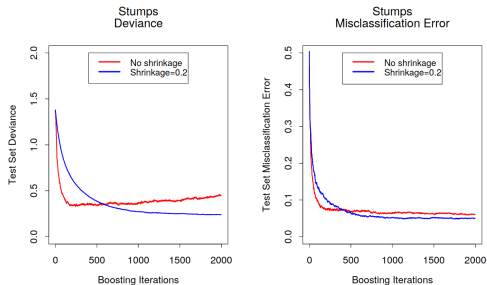 Stumps
Deviance
No shrinkage
Shrinkage=0.2
Test Set Deviance
0.0
0.5
1.0
1.5
2.0
0
500
1000
1500
2000
Boosting Iterations
Stumps
Misclassification Error
No shrinkage
Shrinkage=0.2
Test Set Misclassification Error
0.0
0.1
0.2
0.3
0.4
0.5
0
500
1000
1500
2000
Boosting Iterations